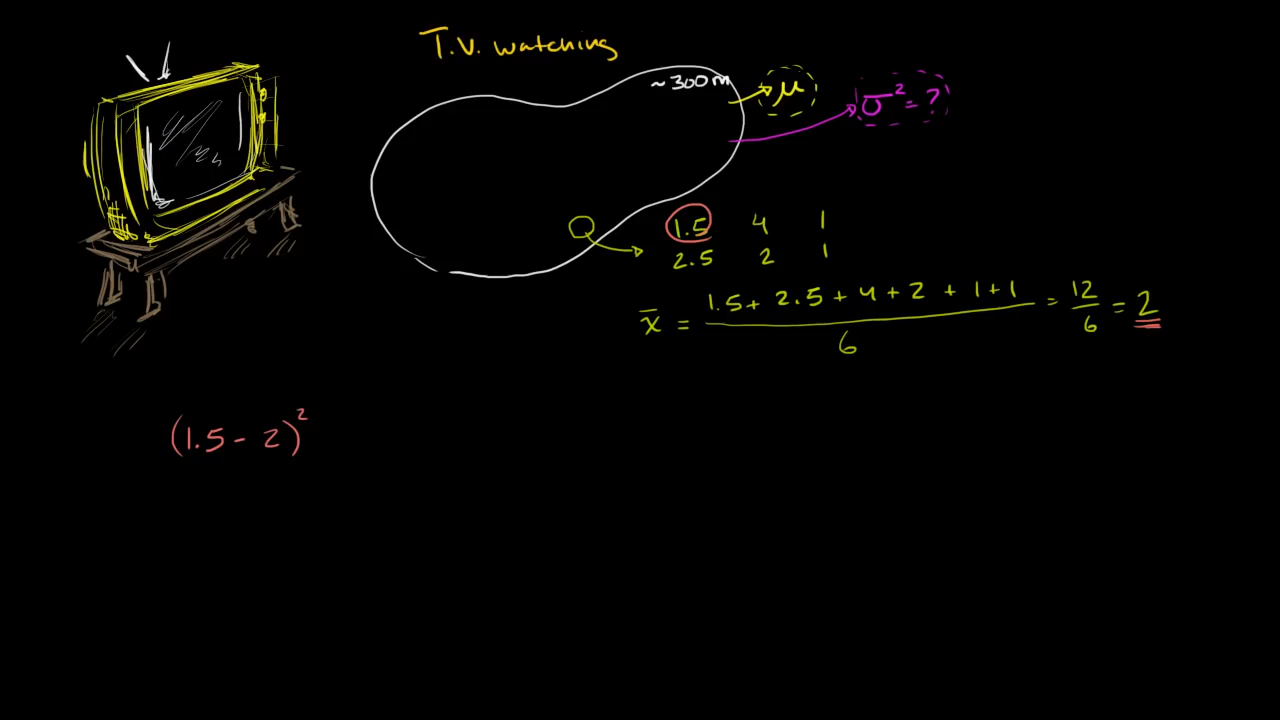 T.V. watching
~300m
μ
σ² = ?
1.5 4 1
2.5 2 1
x̄ = (1.5 + 2.5 + 4 + 2 + 1 + 1) / 6 = 12/6 = 2
(1.5 - 2)²